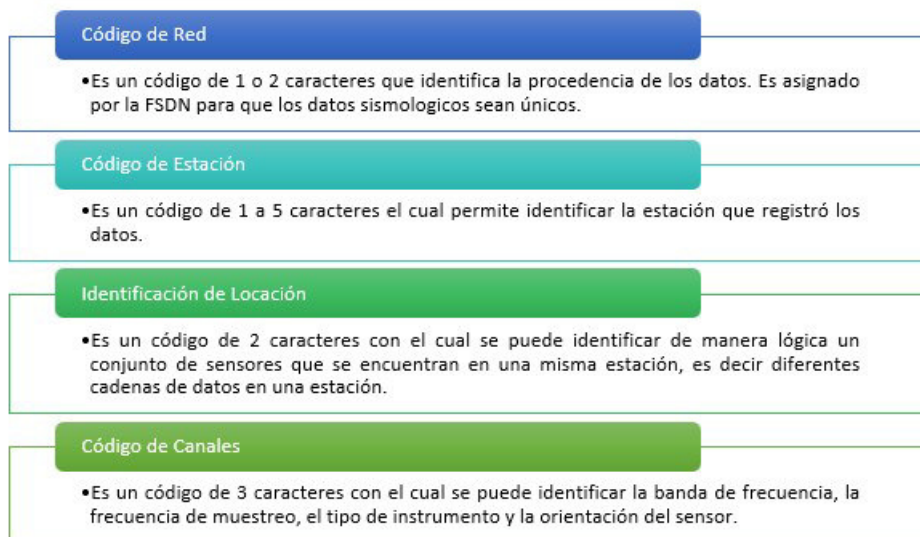 Código de Red
•Es un código de 1 o 2 caracteres que identifica la procedencia de los datos. Es asignado
por la FSDN para que los datos sismologicos sean únicos.
Código de Estación
•Es un código de 1 a 5 caracteres el cual permite identificar la estación que registró los
datos.
Identificación de Locación
•Es un código de 2 caracteres con el cual se puede identificar de manera lógica un
conjunto de sensores que se encuentran en una misma estación, es decir diferentes
cadenas de datos en una estación.
Código de Canales
•Es un código de 3 caracteres con el cual se puede identificar la banda de frecuencia, la
frecuencia de muestreo, el tipo de instrumento y la orientación del sensor.